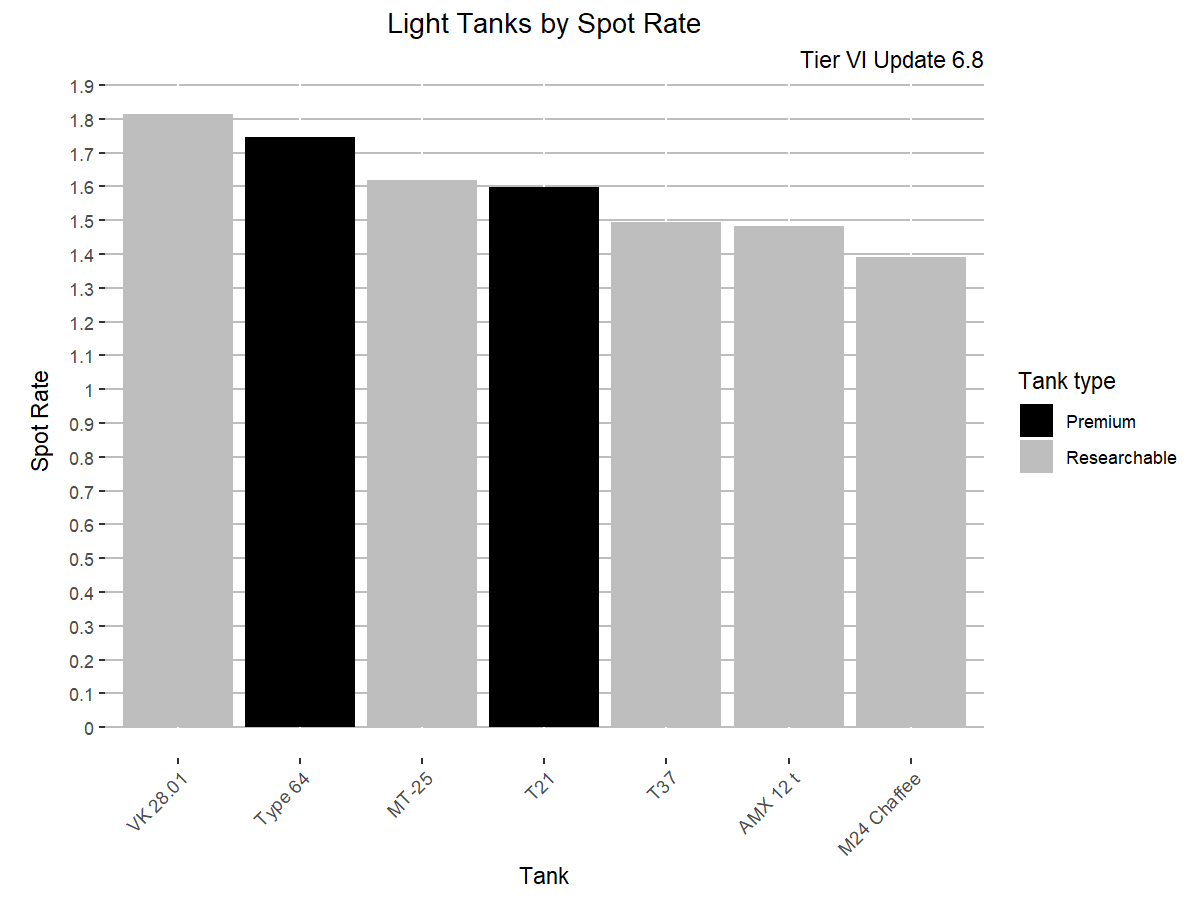 Light Tanks by Spot Rate
Tier VI Update 6.8
1.9
1.8
1.7
1.6
1.5
1.4
1.3
1.2
1.1
1
0.9
0.8
0.7
0.6
0.5
0.4
0.3
0.2
0.1
0
Spot Rate
VK 28.01
Type 64
MT-25
T21
T37
AMX 12 t
M24 Chaffee
Tank
Tank type
Premium
Researchable